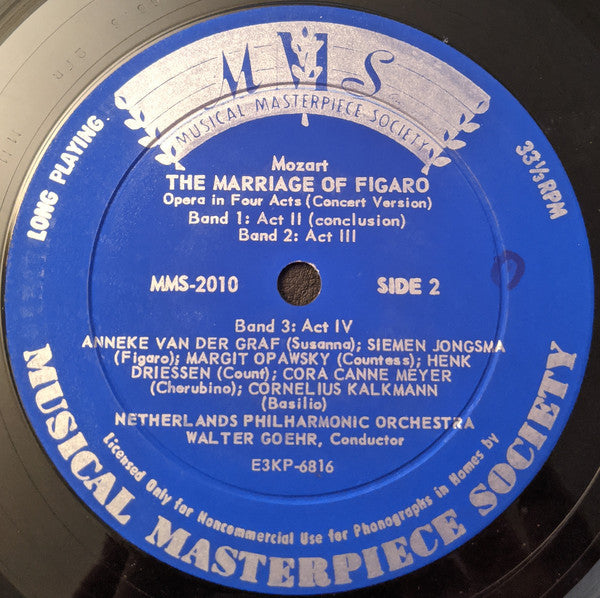 MMS
MUSICAL MASTERPIECE SOCIETY
LONG PLAYING
33 1/3 RPM
Mozart
THE MARRIAGE OF FIGARO
Opera in Four Acts (Concert Version)
Band 1: Act II (conclusion)
Band 2: Act III
MMS-2010
SIDE 2
Band 3: Act IV
ANNEKE VAN DER GRAF (Susanna); SIEMEN JONGSMA
(Figaro); MARGIT OPAWSKY (Countess); HENK
DRIESSEN (Count); CORA CANNE MEYER
(Cherubino); CORNELIUS KALKMANN
(Basilio)
NETHERLANDS PHILHARMONIC ORCHESTRA
WALTER GOEHR, Conductor
E3KP-6816
Licensed Only for Noncommercial Use for Phonographs in Homes by
MUSICAL MASTERPIECE SOCIETY